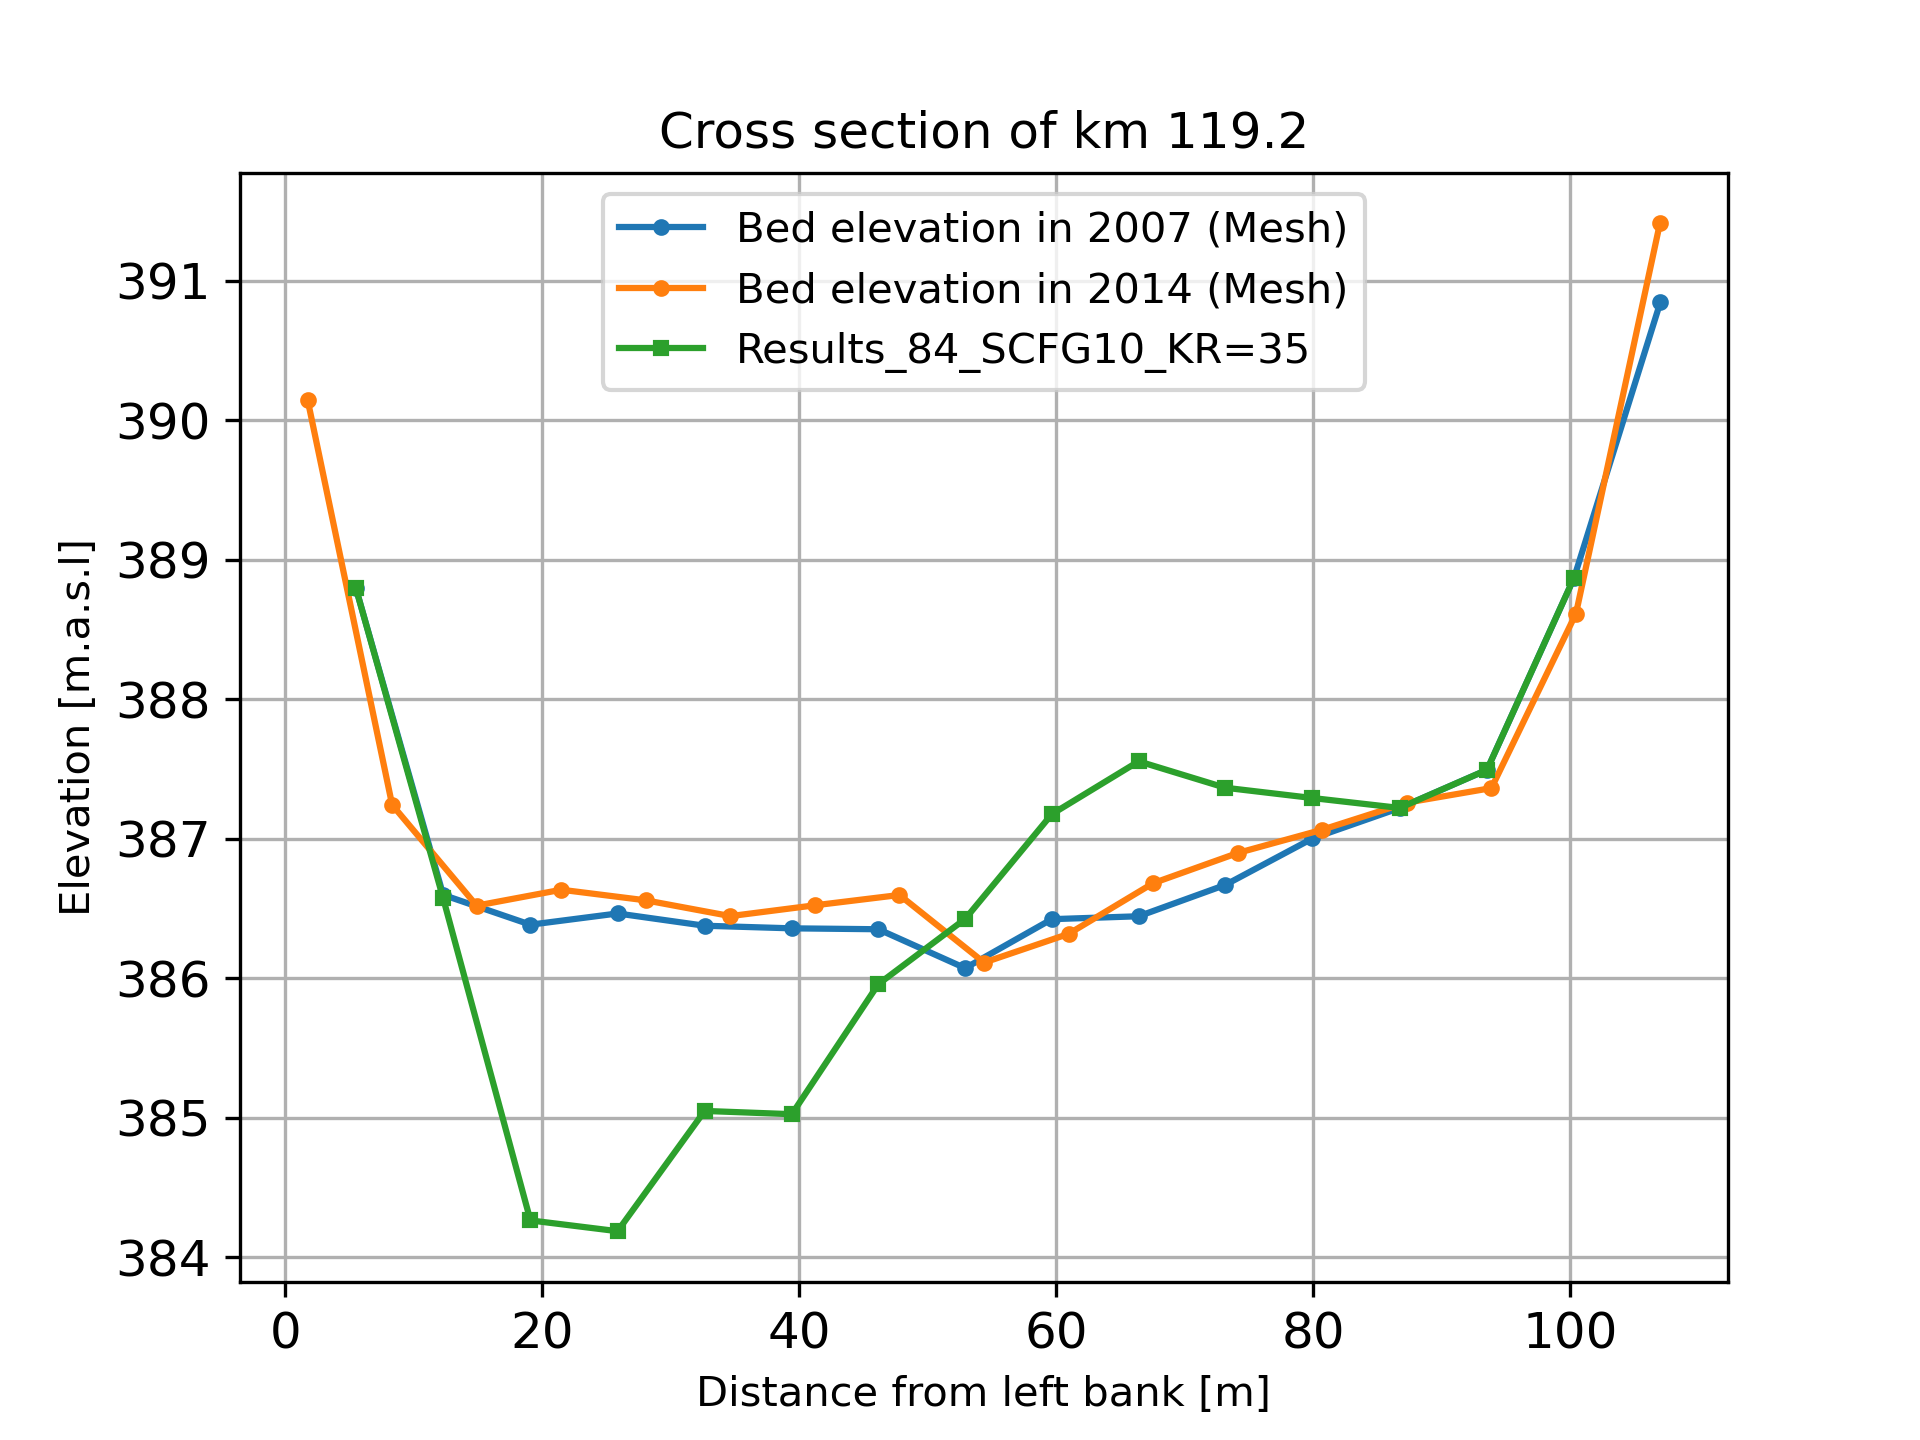 Cross section of km 119.2
Bed elevation in 2007 (Mesh)
Bed elevation in 2014 (Mesh)
Results_84_SCFG10_KR=35
Elevation [m.a.s.l]
391
390
389
388
387
386
385
384
0 20 40 60 80 100
Distance from left bank [m]